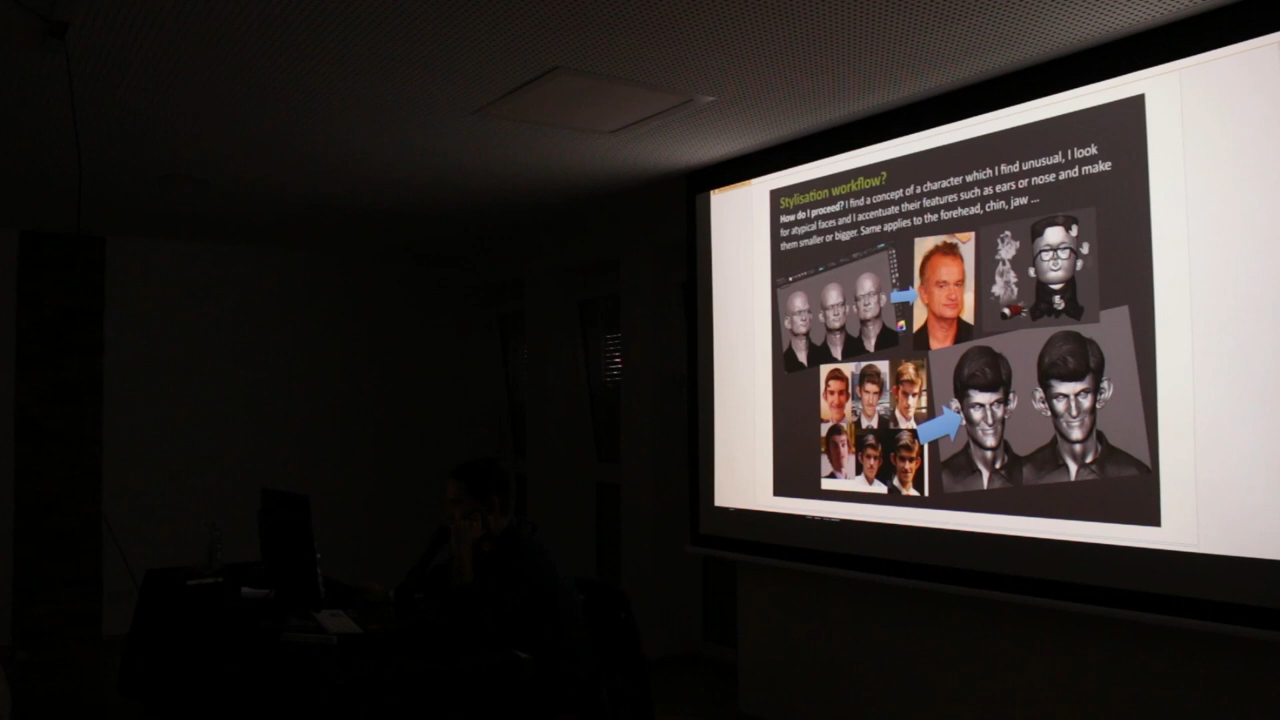 Stylisation workflow?
How do I proceed? I find a concept of a character which I find unusual, I look
for atypical faces and I accentuate their features such as ears or nose and make
them smaller or bigger. Same applies to the forehead, chin, jaw ...